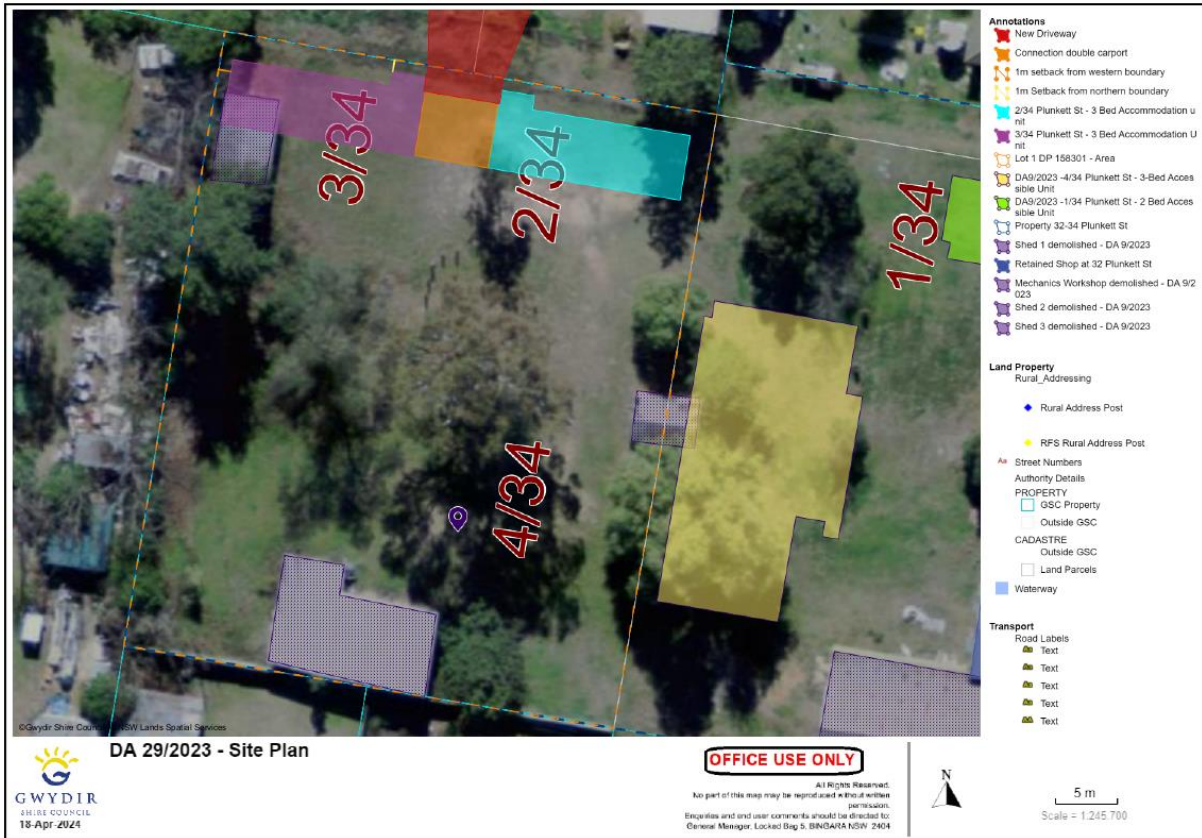 3/34
2/34
1/34
4/34
©Gwydir Shire Coun NSW Lands Spatial Services
Annotations
New Driveway
Connection double carport
1m setback from western boundary
1m Setback from northern boundary
2/34 Plunkett St - 3 Bed Accommodation u
nit
3/34 Plunkett St - 3 Bed Accommodation U
nit
Lot 1 DP 158301 - Area
DA9/2023 -4/34 Plunkett St - 3-Bed Acces
sible Unit
DA9/2023 -1/34 Plunkett St - 2 Bed Acces
sible Unit
Property 32-34 Plunkett St
Shed 1 demolished - DA 9/2023
Retained Shop at 32 Plunkett St
Mechanics Workshop demolished - DA 9/2
023
Shed 2 demolished - DA 9/2023
Shed 3 demolished - DA 9/2023
Land Property
Rural_Addressing
Rural Address Post
RFS Rural Address Post
Aa Street Numbers
Authority Details
PROPERTY
GSC Property
Outside GSC
CADASTRE
Outside GSC
Land Parcels
Waterway
Transport
Road Labels
Text
Text
Text
Text
Text
GWYDIR
SHIRE COUNCIL
18-Apr-2024
DA 29/2023 - Site Plan
OFFICE USE ONLY
All Rights Reserved.
No part of this map may be reproduced without written
permission.
Enquiries and end user comments should be directed to:
General Manager, Locked Bag 5, BINGARA NSW 2404
N
5 m
Scale = 1:245.700